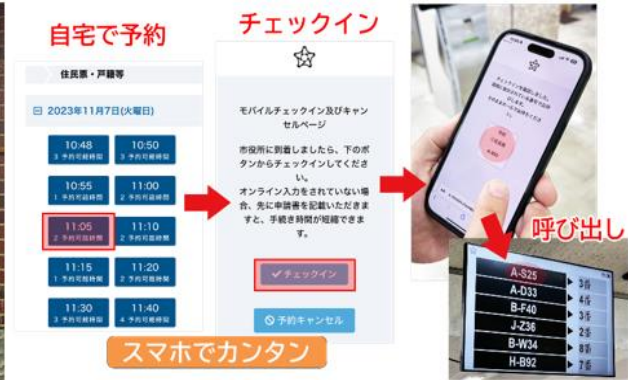 自宅で予約
住民票・戸籍等
2023年11月7日(火曜日)
10:48
3 予約可能時間
10:50
3 予約可能時間
10:55
1 予約可能時間
11:00
2 予約可能時間
11:05
2 予約可能時間
11:10
2 予約可能時間
11:15
1 予約可能時間
11:20
2 予約可能時間
11:30
3 予約可能時間
11:40
4 予約可能時間
チェックイン
モバイルチェックイン及びキャン
セルページ
市役所に到着しましたら、下のボ
タンからチェックインしてくださ
い。
オンライン入力をされていない場
合、先に申請書を記載いただきま
すと、手続き時間が短縮できま
す。
チェックイン
予約キャンセル
スマホでカンタン
呼び出し
A-S25 3番
A-D33 4番
B-F40 3番
J-Z36 2番
B-W34 8番
H-B92 7番